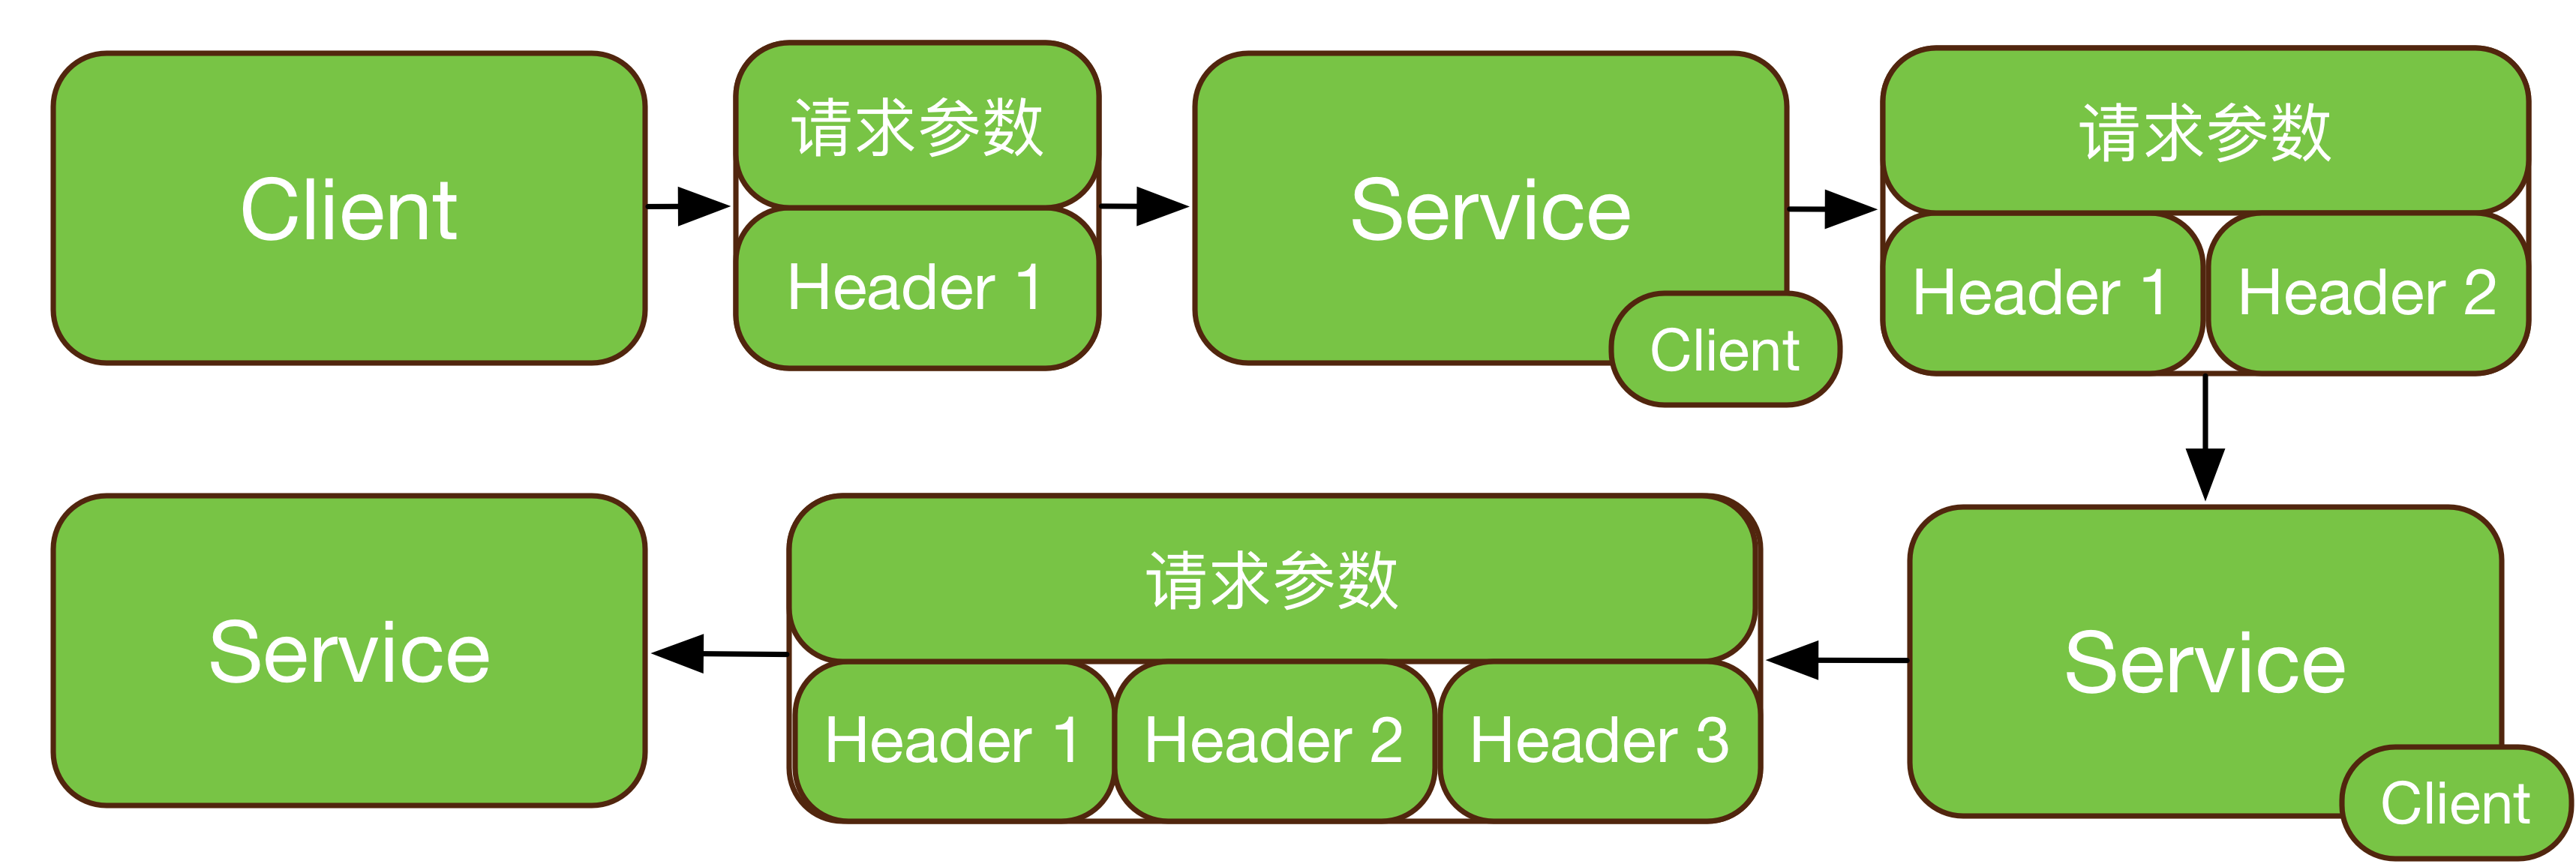 Client
请求参数
Header 1
Service
Client
请求参数
Header 1
Header 2
Service
Client
请求参数
Header 1
Header 2
Header 3
Service